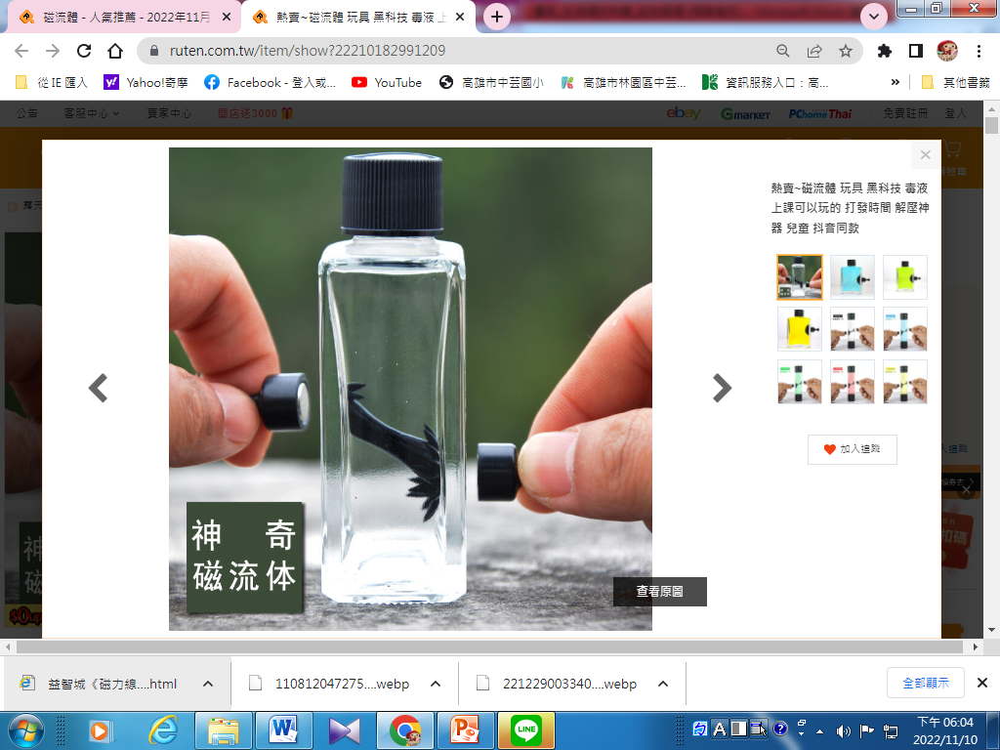 磁流體 - 人氣推薦 - 2022年11月
熱賣~磁流體 玩具 黑科技 毒液 上
ruten.com.tw/item/show?22210182991209
從 IE 匯入
Yahoo!奇摩
Facebook - 登入或...
YouTube
高雄市中芸國小
高雄市林園區中芸...
資訊服務入口：高...
»
其他書籤
公告
客服中心
賣家中心
開店送3000
ebay
Gmarket
PChomeThai
免費註冊
登入
熱賣~磁流體 玩具 黑科技 毒液
上課可以玩的 打發時間 解壓神
器 兒童 抖音同款
加入追蹤
神 奇
磁流体
查看原圖
益智城《磁力線....html
110812047275....webp
221229003340....webp
全部顯示
下午 06:04
2022/11/10